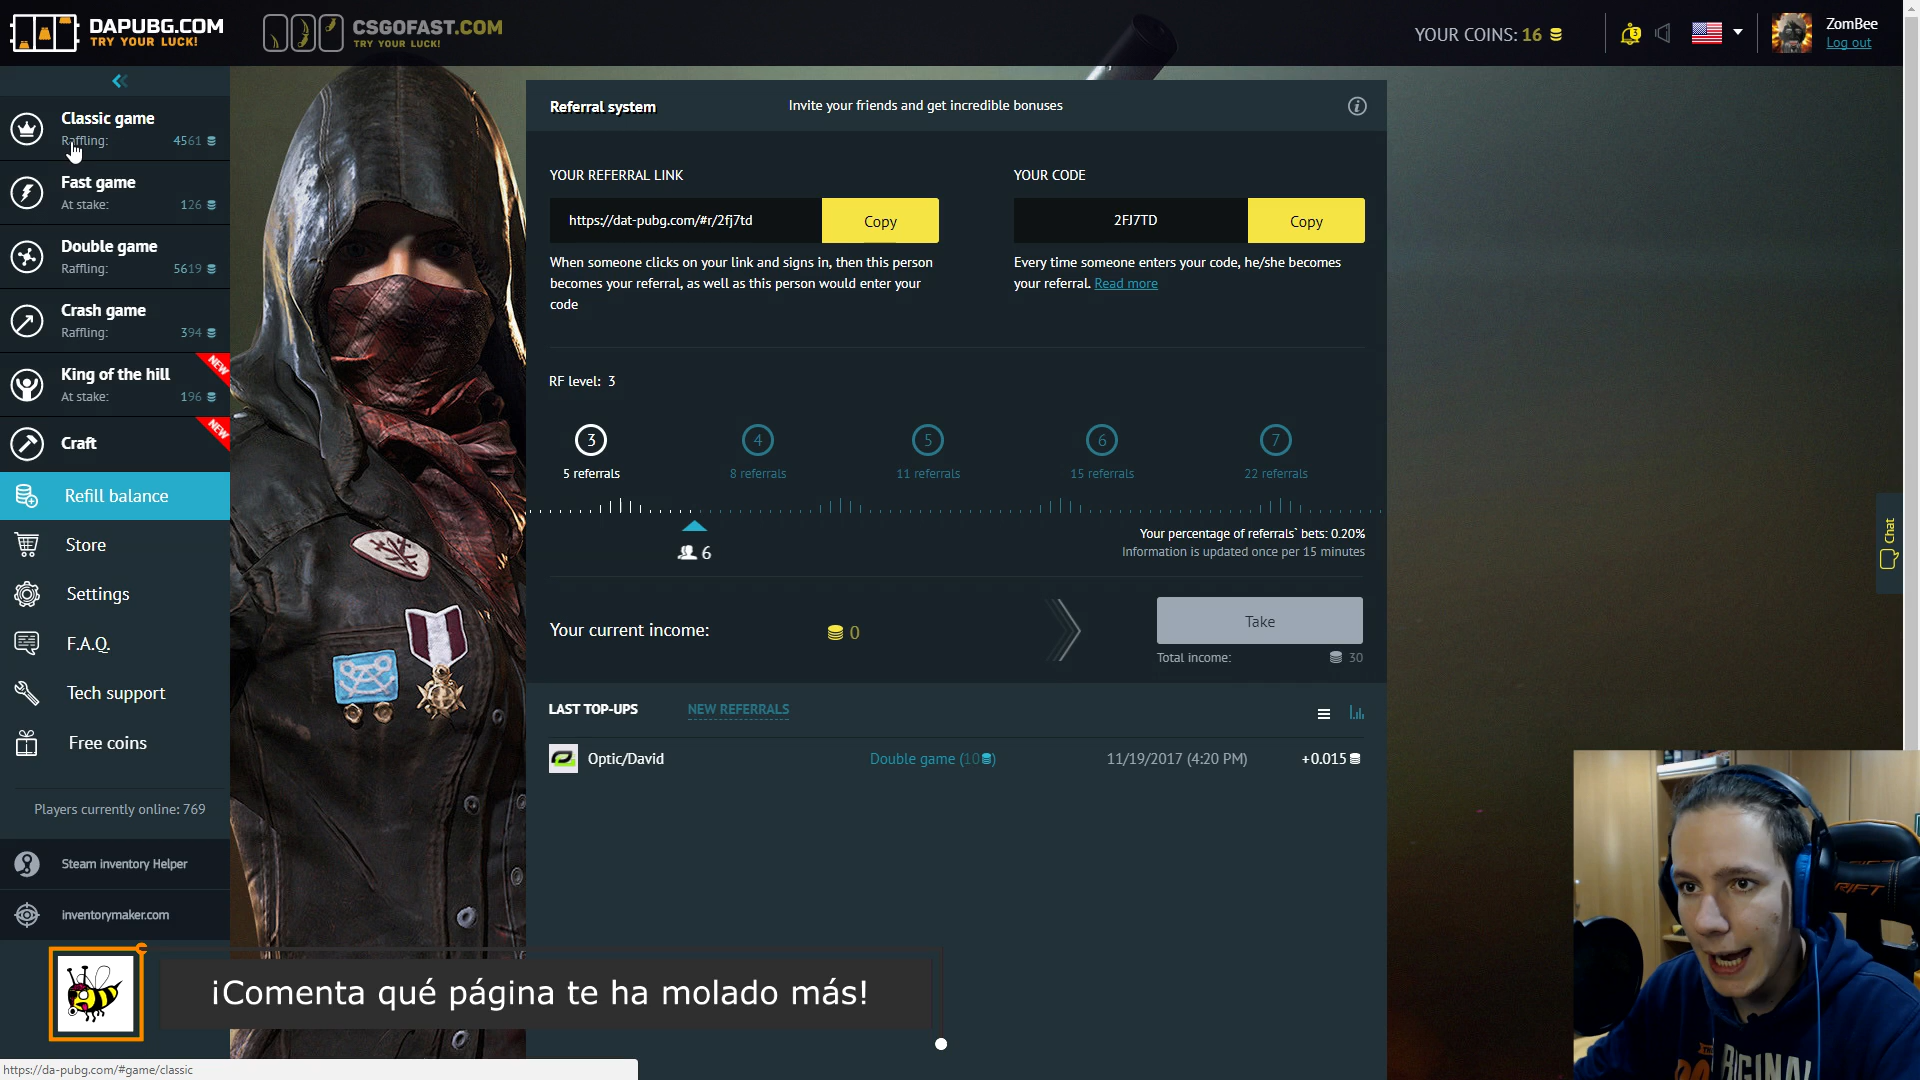 DAPUBG.COM
TRY YOUR LUCK!
CSGOFAST.COM
TRY YOUR LUCK!
YOUR COINS: 16
3
ZomBee
Log out
Classic game
Raffling: 4561
Fast game
At stake: 126
Double game
Raffling: 5619
Crash game
Raffling: 394
NEW
King of the hill
At stake: 196
NEW
Craft
Refill balance
Store
Settings
F.A.Q.
Tech support
Free coins
Players currently online: 769
Steam inventory Helper
inventorymaker.com
Referral system
Invite your friends and get incredible bonuses
YOUR REFERRAL LINK
https://dat-pubg.com/#r/2fj7td
Copy
When someone clicks on your link and signs in, then this person
becomes your referral, as well as this person would enter your
code
YOUR CODE
2FJ7TD
Copy
Every time someone enters your code, he/she becomes
your referral. Read more
RF level: 3
3 4 5 6 7
5 referrals 8 referrals 11 referrals 15 referrals 22 referrals
6
Your percentage of referrals` bets: 0.20%
Information is updated once per 15 minutes
Your current income: 0
Take
Total income: 30
LAST TOP-UPS NEW REFERRALS
Optic/David Double game (10) 11/19/2017 (4:20 PM) +0.015
Chat
RIFT
ORIGINAL
¡Comenta qué página te ha molado más!
https://da-pubg.com/#game/classic